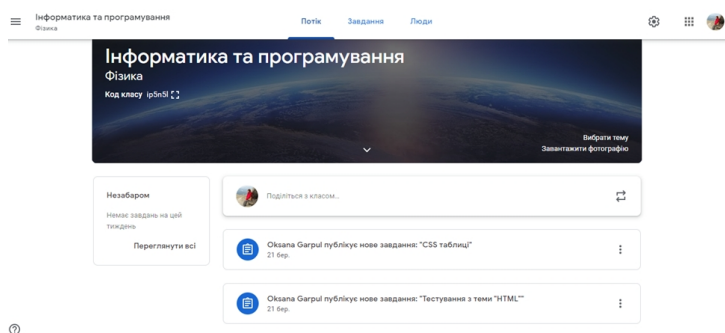 Інформатика та програмування
Фізика
Потік
Завдання
Люди
Інформатика та програмування
Фізика
Код класу ip5n5l
Вибрати тему
Завантажити фотографію
Незабаром
Немає завдань на цей
тиждень
Переглянути всі
Поділіться з класом...
Oksana Garpul публікує нове завдання: "CSS таблиці"
21 бер.
Oksana Garpul публікує нове завдання: "Тестування з теми "HTML""
21 бер.